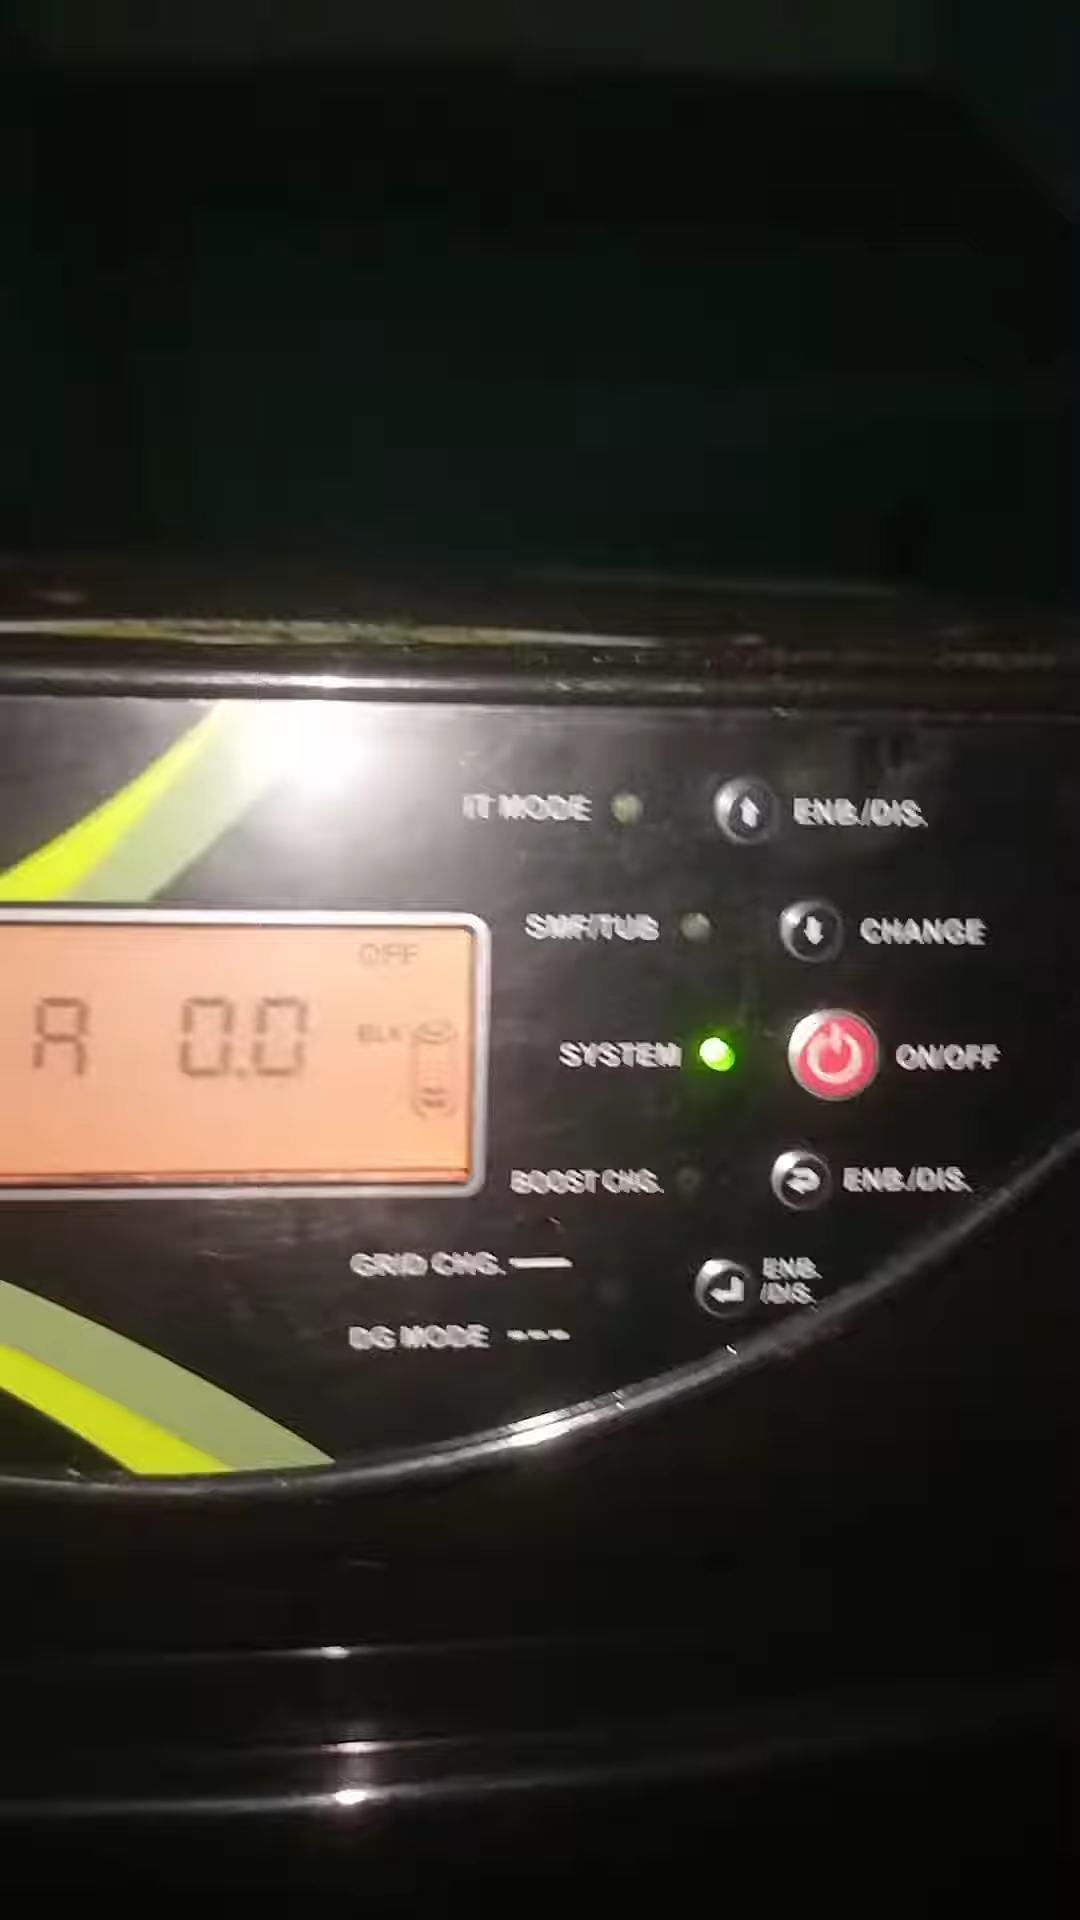 IT MODE ENB./DIS.
SMF/TUB CHANGE
OFF
A 0.0
BLK
SYSTEM ON/OFF
BOOST CHG. ENB./DIS.
GRID CHG.
ENB.
/DIS.
DG MODE